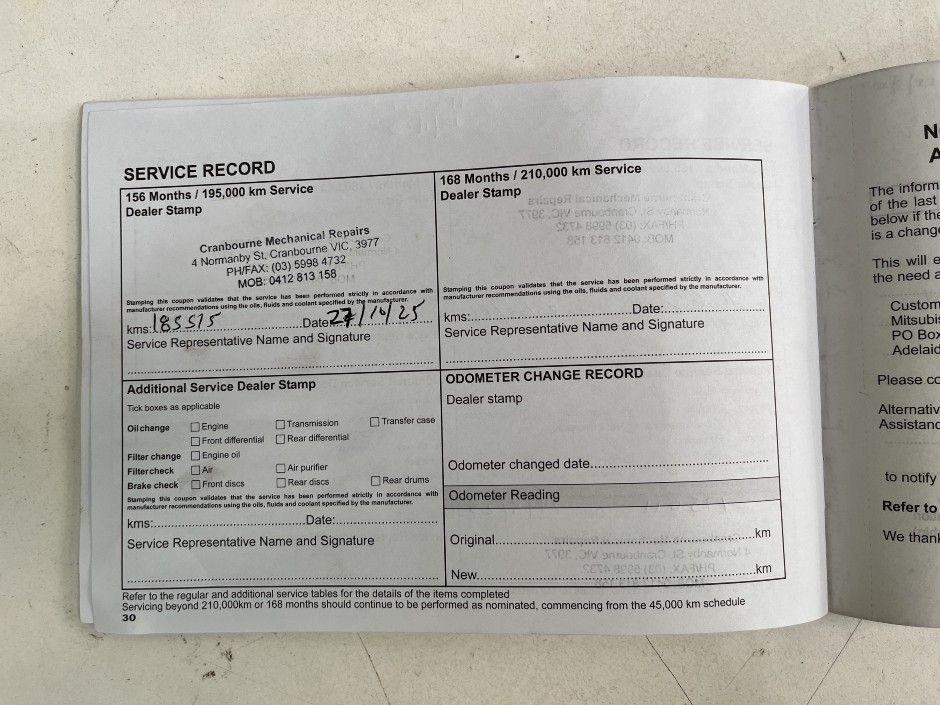 SERVICE RECORD
156 Months / 195,000 km Service
Dealer Stamp
Cranbourne Mechanical Repairs
4 Normanby St, Cranbourne VIC, 3977
PH/FAX: (03) 5998 4732
MOB: 0412 813 158
Stamping this coupon validates that the service has been performed strictly in accordance with
manufacturer recommendations using the oils, fluids and coolant specified by the manufacturer.
kms: 185515 Date: 27/10/25
Service Representative Name and Signature
168 Months / 210,000 km Service
Dealer Stamp
Stamping this coupon validates that the service has been performed strictly in accordance with
manufacturer recommendations using the oils, fluids and coolant specified by the manufacturer.
kms: Date:
Service Representative Name and Signature
Additional Service Dealer Stamp
Tick boxes as applicable
Oil change Engine Transmission Transfer case
Front differential Rear differential
Filter change Engine oil
Filter check Air Air purifier
Brake check Front discs Rear discs Rear drums
Stamping this coupon validates that the service has been performed strictly in accordance with
manufacturer recommendations using the oils, fluids and coolant specified by the manufacturer.
kms: Date:
Service Representative Name and Signature
ODOMETER CHANGE RECORD
Dealer stamp
Odometer changed date
Odometer Reading
Original km
New km
Refer to the regular and additional service tables for the details of the items completed
Servicing beyond 210,000km or 168 months should continue to be performed as nominated, commencing from the 45,000 km schedule
30
The inform
of the last
below if the
is a chang
This will
the need
Custom
Mitsubis
PO Box
Adelaid
Please co
Alternativ
Assistanc
to notify
Refer to
We thank